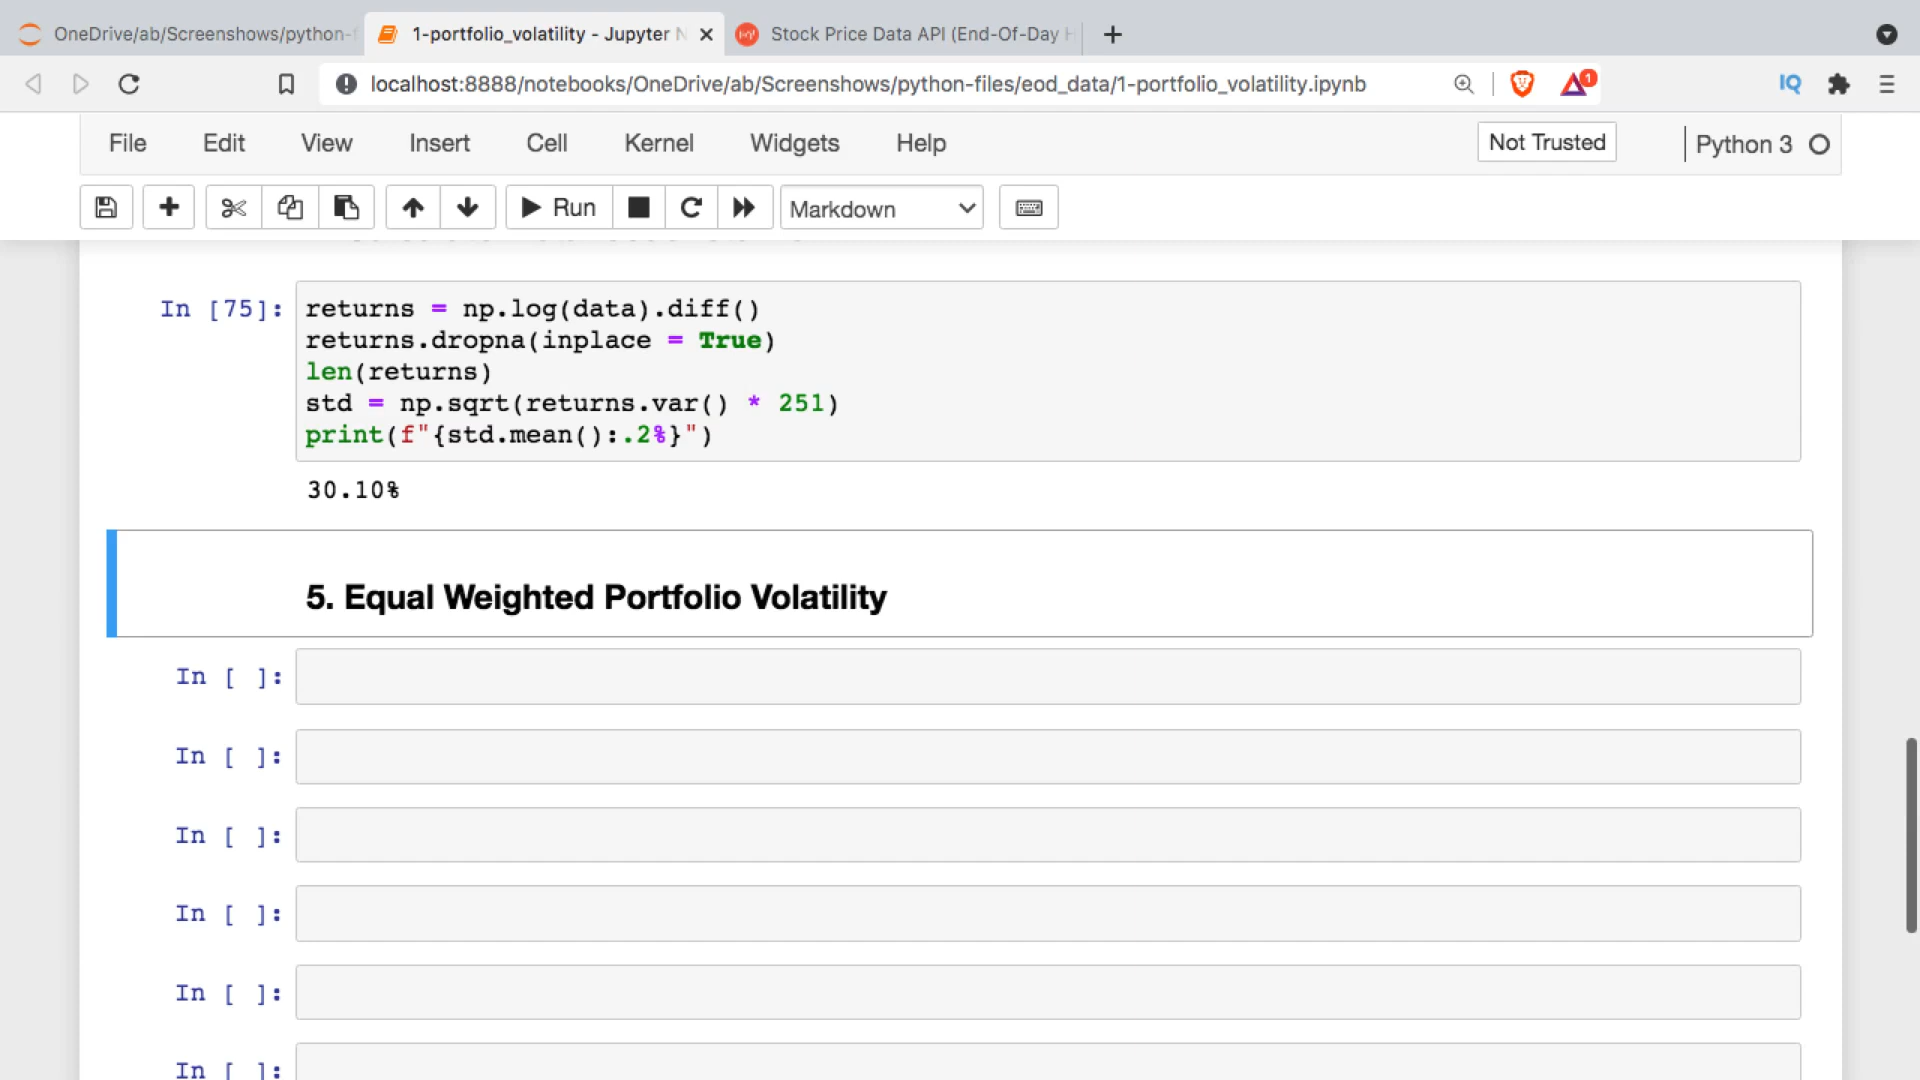 OneDrive/ab/Screenshows/python-f
1-portfolio_volatility - Jupyter N
Stock Price Data API (End-Of-Day H
localhost:8888/notebooks/OneDrive/ab/Screenshows/python-files/eod_data/1-portfolio_volatility.ipynb
1
IQ
File Edit View Insert Cell Kernel Widgets Help
Not Trusted
Python 3
Run
Markdown
In [75]:
returns = np.log(data).diff()
returns.dropna(inplace = True)
len(returns)
std = np.sqrt(returns.var() * 251)
print(f"{std.mean():.2%}")
30.10%
5. Equal Weighted Portfolio Volatility
In [ ]:
In [ ]:
In [ ]:
In [ ]:
In [ ]:
In [ ]: